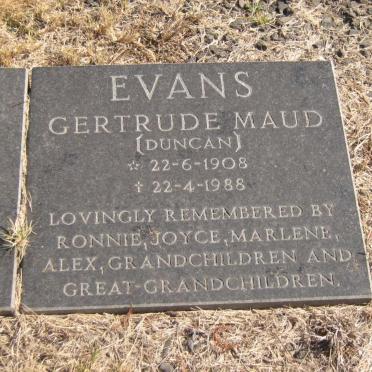 EVANS
GERTRUDE MAUD
[DUNCAN]
☆ 22-6-1908
✝ 22-4-1988
LOVINGLY REMEMBERED BY
RONNIE, JOYCE, MARLENE,
ALEX, GRANDCHILDREN AND
GREAT-GRANDCHILDREN.